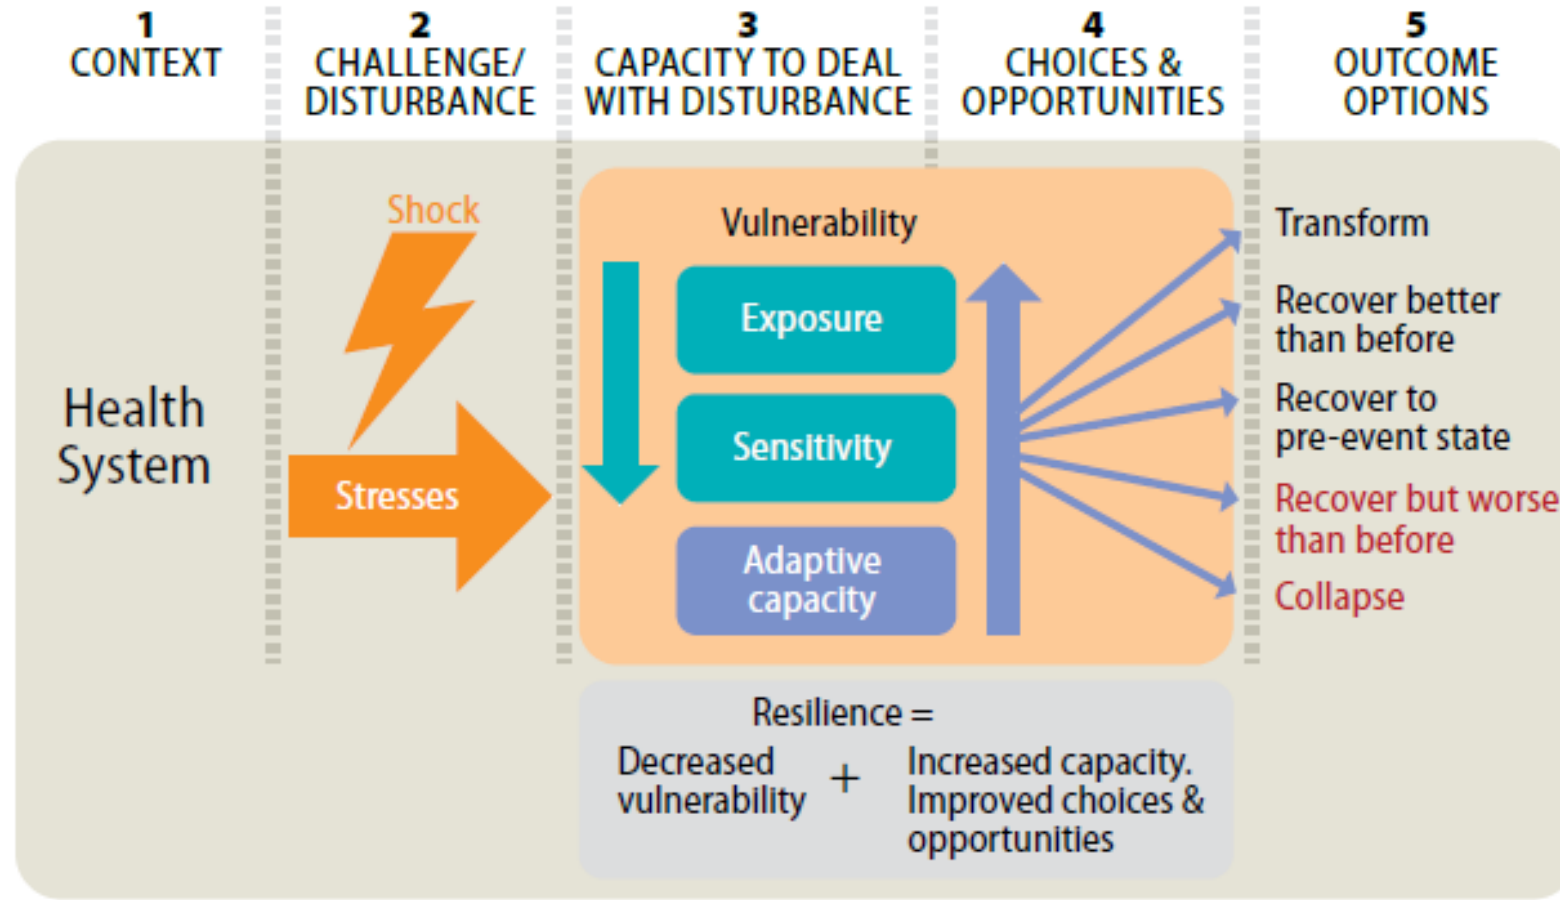 1
CONTEXT
2
CHALLENGE/
DISTURBANCE
3
CAPACITY TO DEAL
WITH DISTURBANCE
4
CHOICES &
OPPORTUNITIES
5
OUTCOME
OPTIONS
Health
System
Shock
Stresses
Vulnerability
Exposure
Sensitivity
Adaptive
capacity
Transform
Recover better
than before
Recover to
pre-event state
Recover but worse
than before
Collapse
Resilience =
Decreased
vulnerability
+
Increased capacity.
Improved choices &
opportunities